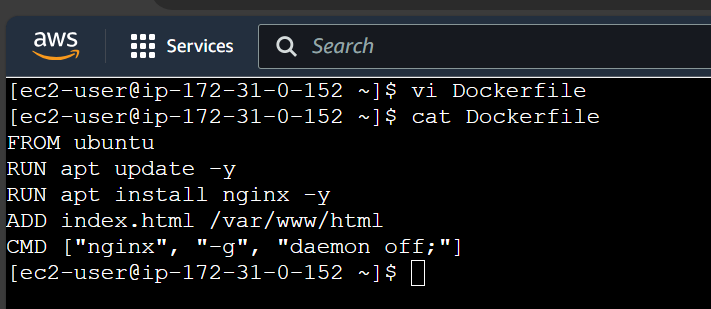 aws Services Search
[ec2-user@ip-172-31-0-152 ~]$ vi Dockerfile
[ec2-user@ip-172-31-0-152 ~]$ cat Dockerfile
FROM ubuntu
RUN apt update -y
RUN apt install nginx -y
ADD index.html /var/www/html
CMD ["nginx", "-g", "daemon off;"]
[ec2-user@ip-172-31-0-152 ~]$